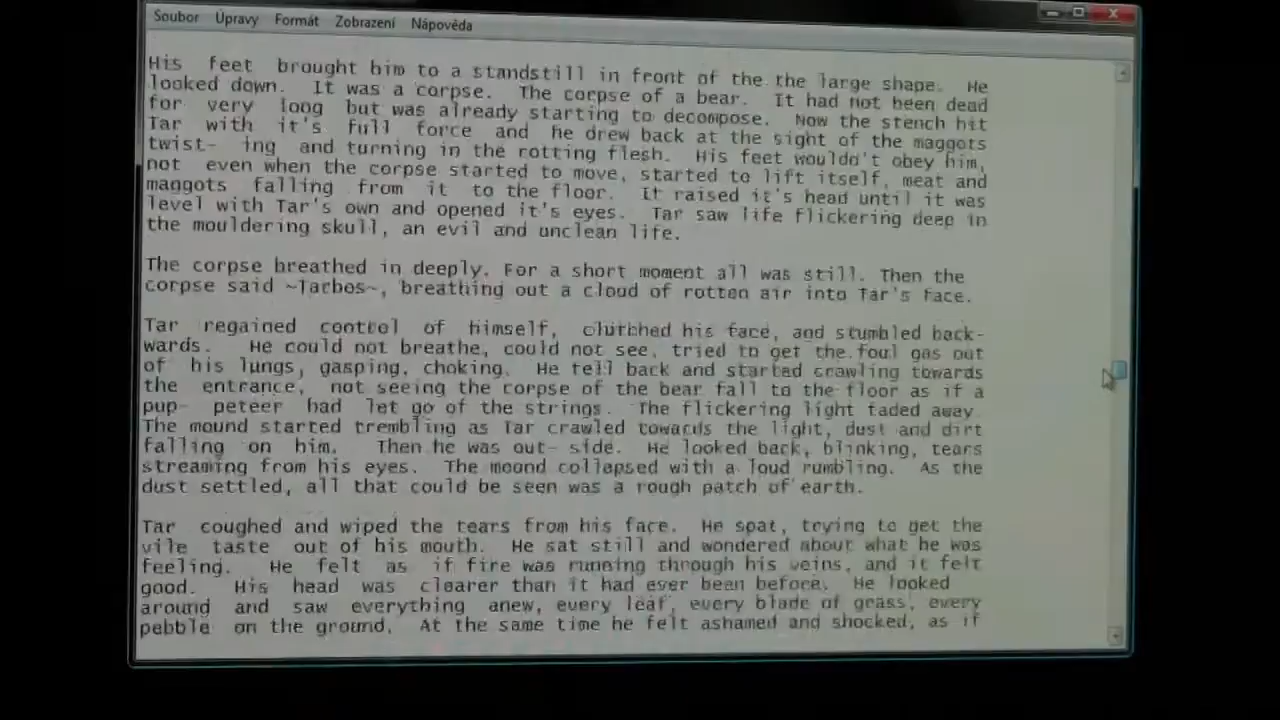 Soubor Úpravy Formát Zobrazení Nápověda
His feet brought him to a standstill in front of the the large shape. He
looked down. It was a corpse. The corpse of a bear. It had not been dead
for very long but was already starting to decompose. Now the stench hit
Tar with it's full force and he drew back at the sight of the maggots
twist- ing and turning in the rotting flesh. His feet wouldn't obey him,
not even when the corpse started to move, started to lift itself, meat and
maggots falling from it to the floor. It raised it's head until it was
level with Tar's own and opened it's eyes. Tar saw life flickering deep in
the mouldering skull, an evil and unclean life.
The corpse breathed in deeply. For a short moment all was still. Then the
corpse said ~Tarbos~, breathing out a cloud of rotten air into Tar's face.
Tar regained control of himself, clutched his face, and stumbled back-
wards. He could not breathe, could not see, tried to get the foul gas out
of his lungs, gasping, choking. He fell back and started crawling towards
the entrance, not seeing the corpse of the bear fall to the floor as if a
pup- peteer had let go of the strings. The flickering light faded away.
The mound started trembling as Tar crawled towards the light, dust and dirt
falling on him. Then he was out- side. He looked back, blinking, tears
streaming from his eyes. The mound collapsed with a loud rumbling. As the
dust settled, all that could be seen was a rough patch of earth.
Tar coughed and wiped the tears from his face. He spat, trying to get the
vile taste out of his mouth. He sat still and wondered about what he was
feeling. He felt as if fire was running through his veins, and it felt
good. His head was clearer than it had ever been before. He looked
around and saw everything anew, every leaf, every blade of grass, every
pebble on the ground. At the same time he felt ashamed and shocked, as if